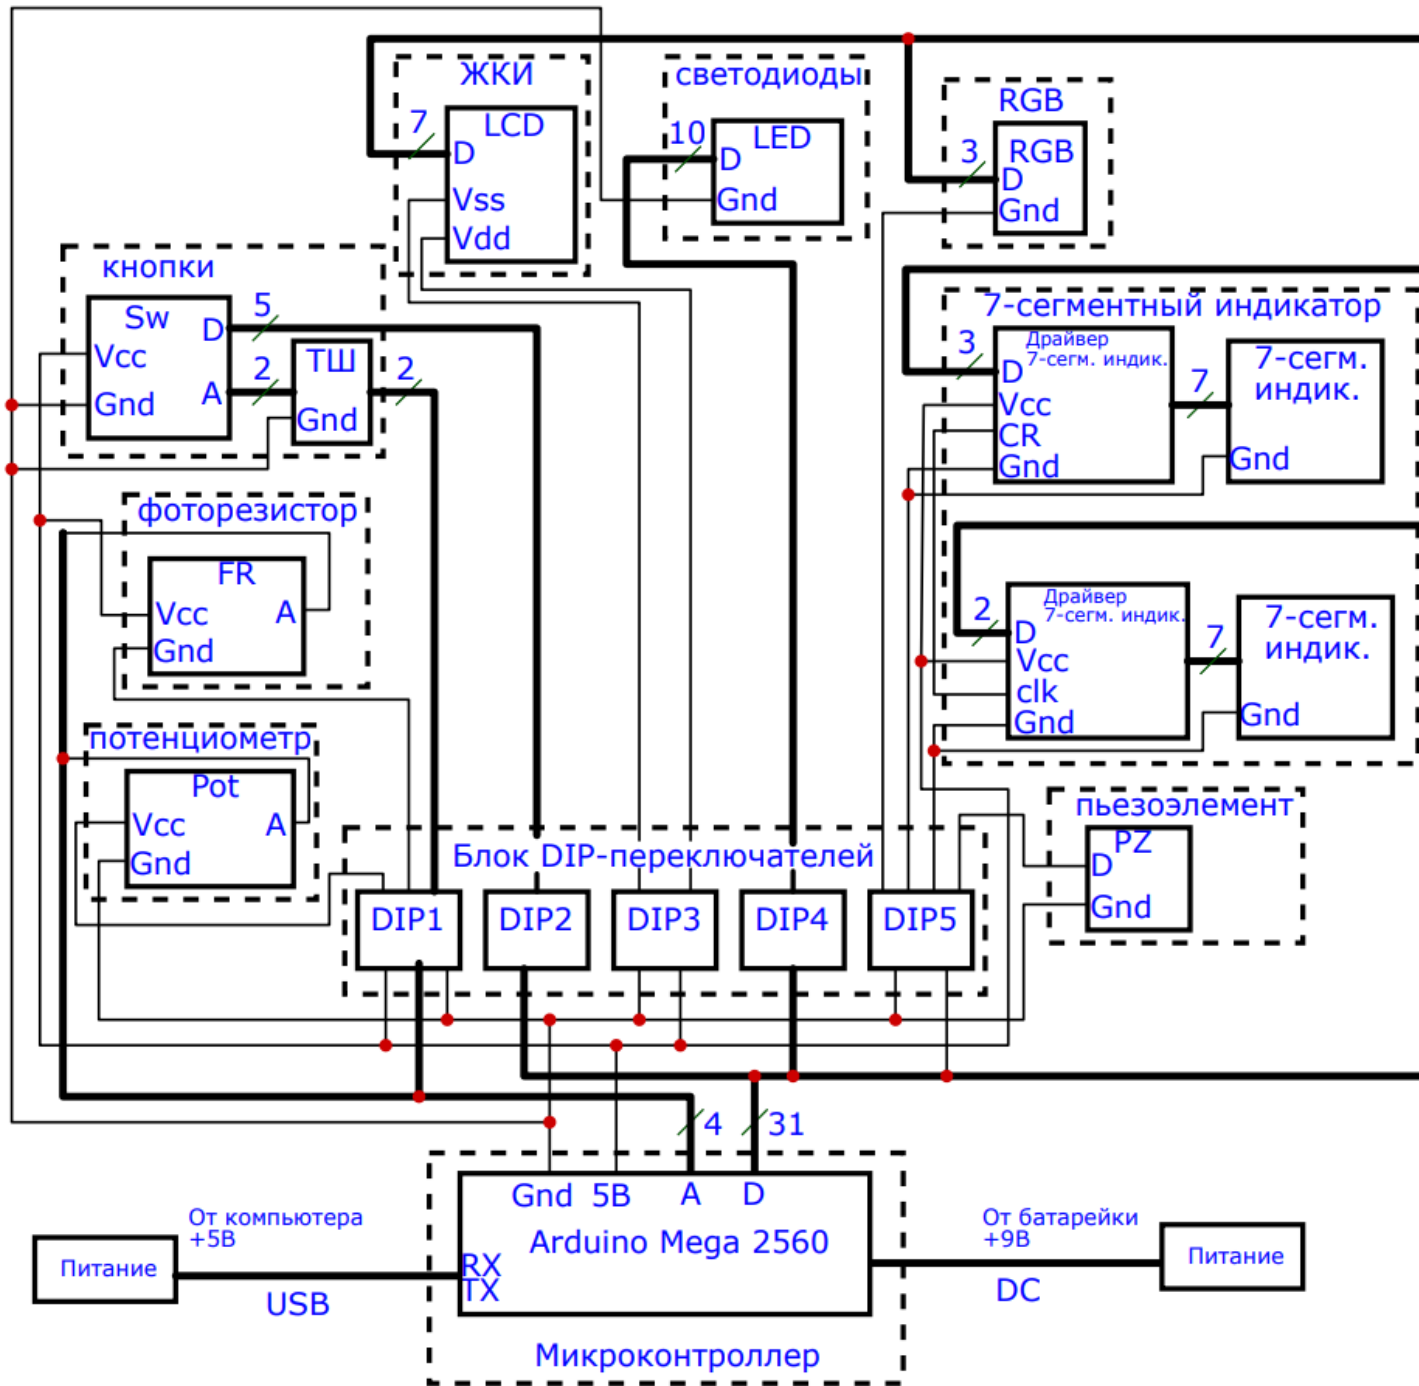 ЖКИ
7
LCD
D
Vss
Vdd
светодиоды
10
LED
D
Gnd
RGB
3
RGB
D
Gnd
кнопки
Sw
D
5
Vcc
A
2
Gnd
ТШ
2
Gnd
7-сегментный индикатор
3
Драйвер
7-сегм. индик.
D
Vcc
CR
Gnd
7
7-сегм.
индик.
Gnd
фоторезистор
FR
Vcc
A
Gnd
2
Драйвер
7-сегм. индик.
D
Vcc
clk
Gnd
7
7-сегм.
индик.
Gnd
потенциометр
Pot
Vcc
A
Gnd
пьезоэлемент
PZ
D
Gnd
Блок DIP-переключателей
DIP1
DIP2
DIP3
DIP4
DIP5
4
31
Gnd
5В
A
D
Arduino Mega 2560
RX
TX
Микроконтроллер
От компьютера
+5В
Питание
USB
От батарейки
+9В
Питание
DC